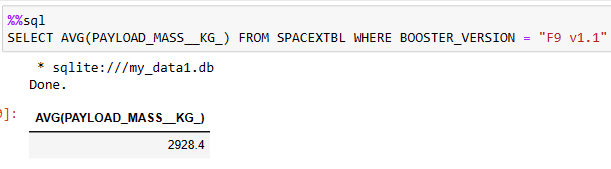 %%sql
SELECT AVG(PAYLOAD_MASS__KG_) FROM SPACEXTBL WHERE BOOSTER_VERSION = "F9 v1.1"
* sqlite:///my_data1.db
Done.
]:
AVG(PAYLOAD_MASS__KG_)
2928.4